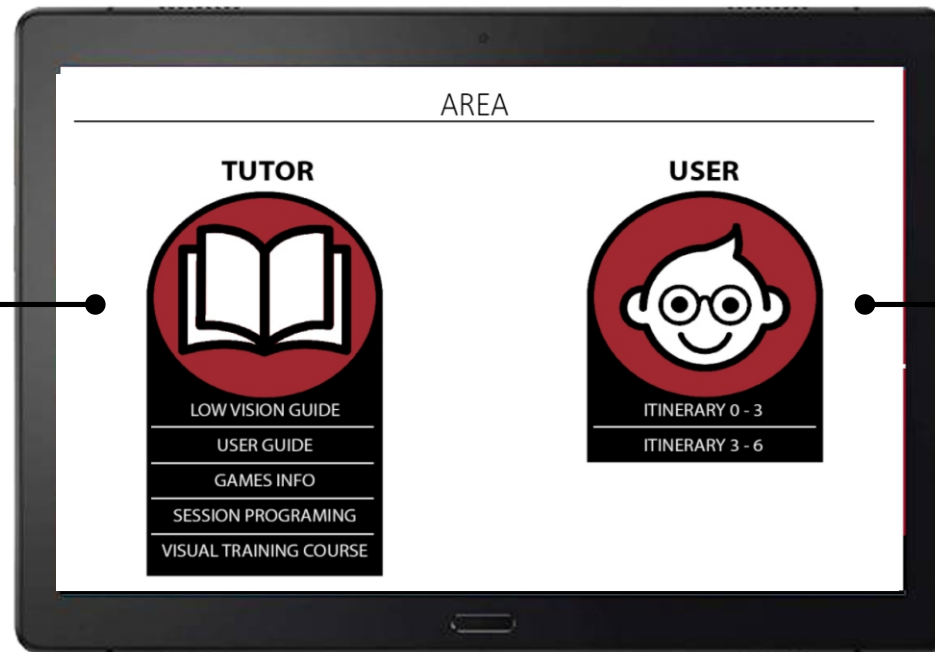 AREA
TUTOR
LOW VISION GUIDE
USER GUIDE
GAMES INFO
SESSION PROGRAMING
VISUAL TRAINING COURSE
USER
ITINERARY 0 - 3
ITINERARY 3 - 6